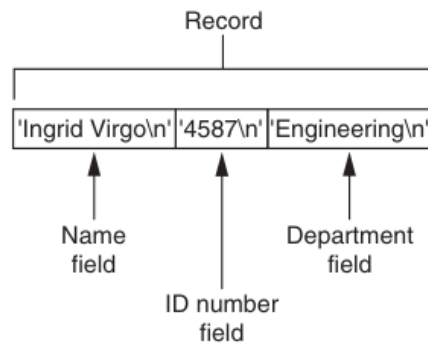 Record
'Ingrid Virgo\n' '4587\n' 'Engineering\n'
Name
field
ID number
field
Department
field